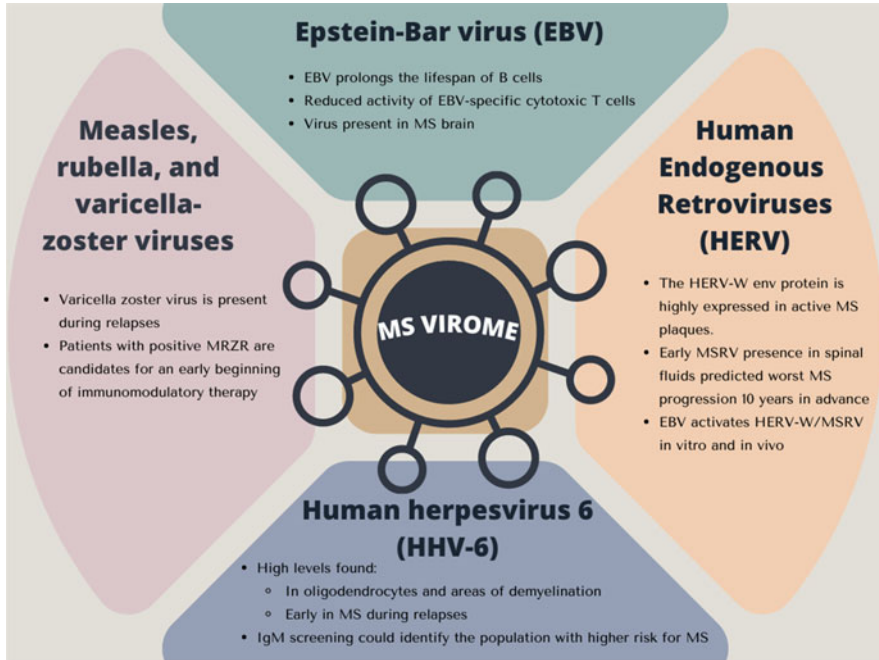 Epstein-Bar virus (EBV)
• EBV prolongs the lifespan of B cells
• Reduced activity of EBV-specific cytotoxic T cells
• Virus present in MS brain
Measles,
rubella, and
varicella-
zoster viruses
• Varicella zoster virus is present
during relapses
• Patients with positive MRZR are
candidates for an early beginning
of immunomodulatory therapy
MS VIROME
Human
Endogenous
Retroviruses
(HERV)
• The HERV-W env protein is
highly expressed in active MS
plaques.
• Early MSRV presence in spinal
fluids predicted worst MS
progression 10 years in advance
• EBV activates HERV-W/MSRV
in vitro and in vivo
Human herpesvirus 6
(HHV-6)
• High levels found:
◦ In oligodendrocytes and areas of demyelination
◦ Early in MS during relapses
• IgM screening could identify the population with higher risk for MS